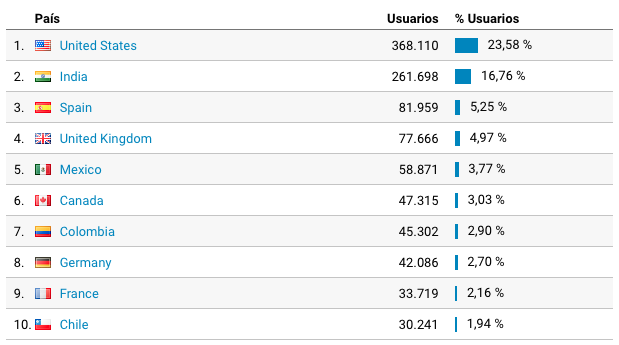 País Usuarios % Usuarios
1. United States 368.110 23,58 %
2. India 261.698 16,76 %
3. Spain 81.959 5,25 %
4. United Kingdom 77.666 4,97 %
5. Mexico 58.871 3,77 %
6. Canada 47.315 3,03 %
7. Colombia 45.302 2,90 %
8. Germany 42.086 2,70 %
9. France 33.719 2,16 %
10. Chile 30.241 1,94 %